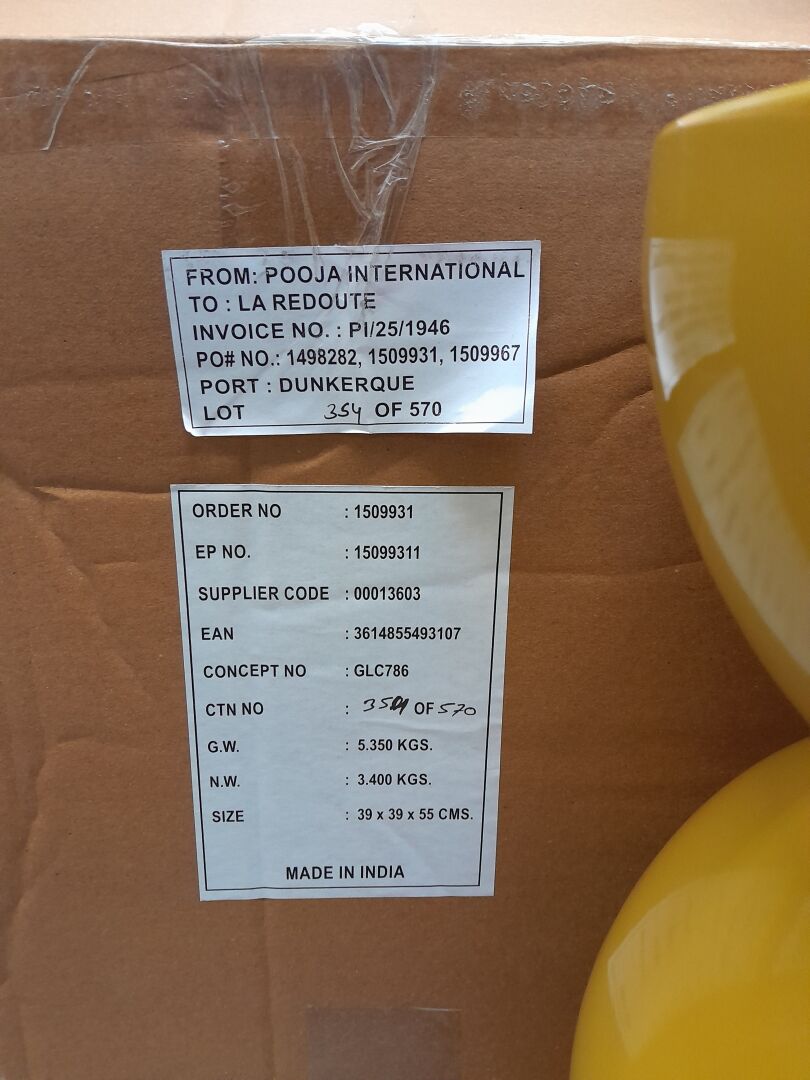 FROM: POOJA INTERNATIONAL
TO : LA REDOUTE
INVOICE NO. : PI/25/1946
PO# NO.: 1498282, 1509931, 1509967
PORT : DUNKERQUE
LOT 354 OF 570
ORDER NO : 1509931
EP NO. : 15099311
SUPPLIER CODE : 00013603
EAN : 3614855493107
CONCEPT NO : GLC786
CTN NO : 354 OF 570
G.W. : 5.350 KGS.
N.W. : 3.400 KGS.
SIZE : 39 x 39 x 55 CMS.
MADE IN INDIA